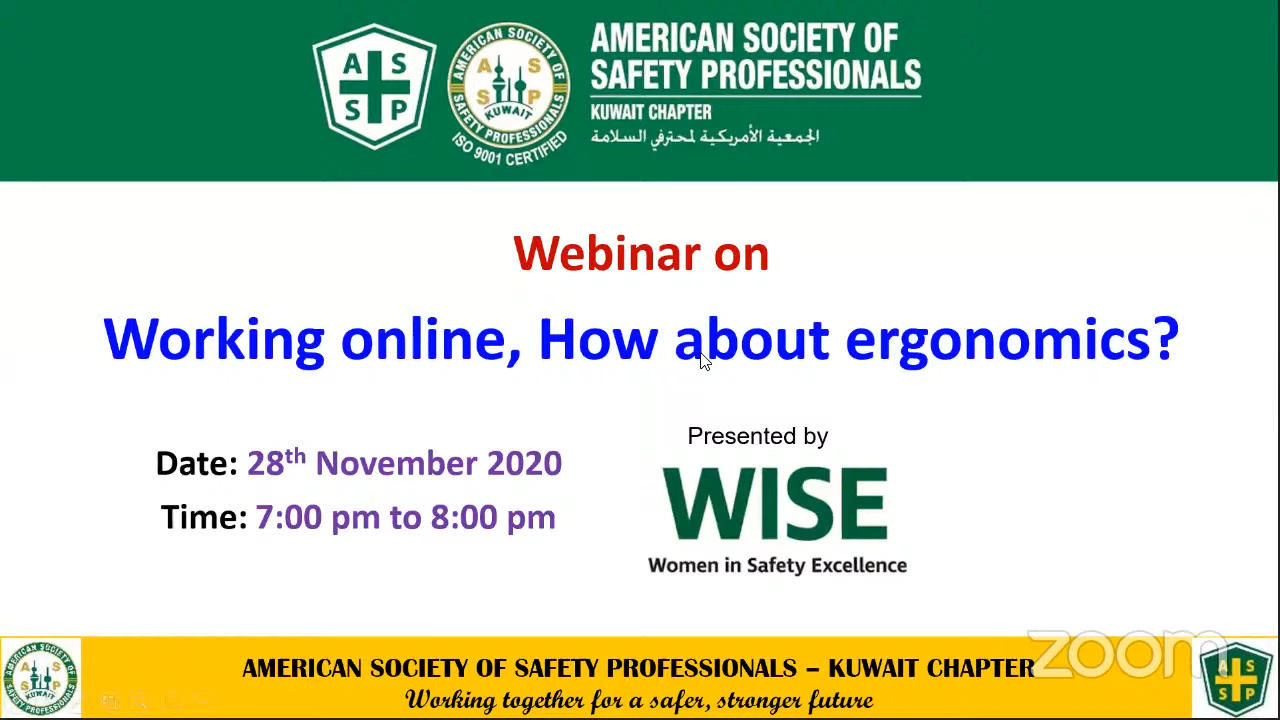 A S
S P
AMERICAN SOCIETY OF
SAFETY PROFESSIONALS
A S
S P
KUWAIT
ISO 9001 CERTIFIED
AMERICAN SOCIETY OF
SAFETY PROFESSIONALS
KUWAIT CHAPTER
الجمعية الأمريكية لمحترفي السلامة
Webinar on
Working online, How about ergonomics?
Date: 28th November 2020
Time: 7:00 pm to 8:00 pm
Presented by
WISE
Women in Safety Excellence
AMERICAN SOCIETY OF SAFETY PROFESSIONALS – KUWAIT CHAPTER
Working together for a safer, stronger future
zoom
KUWAIT
A S
S P